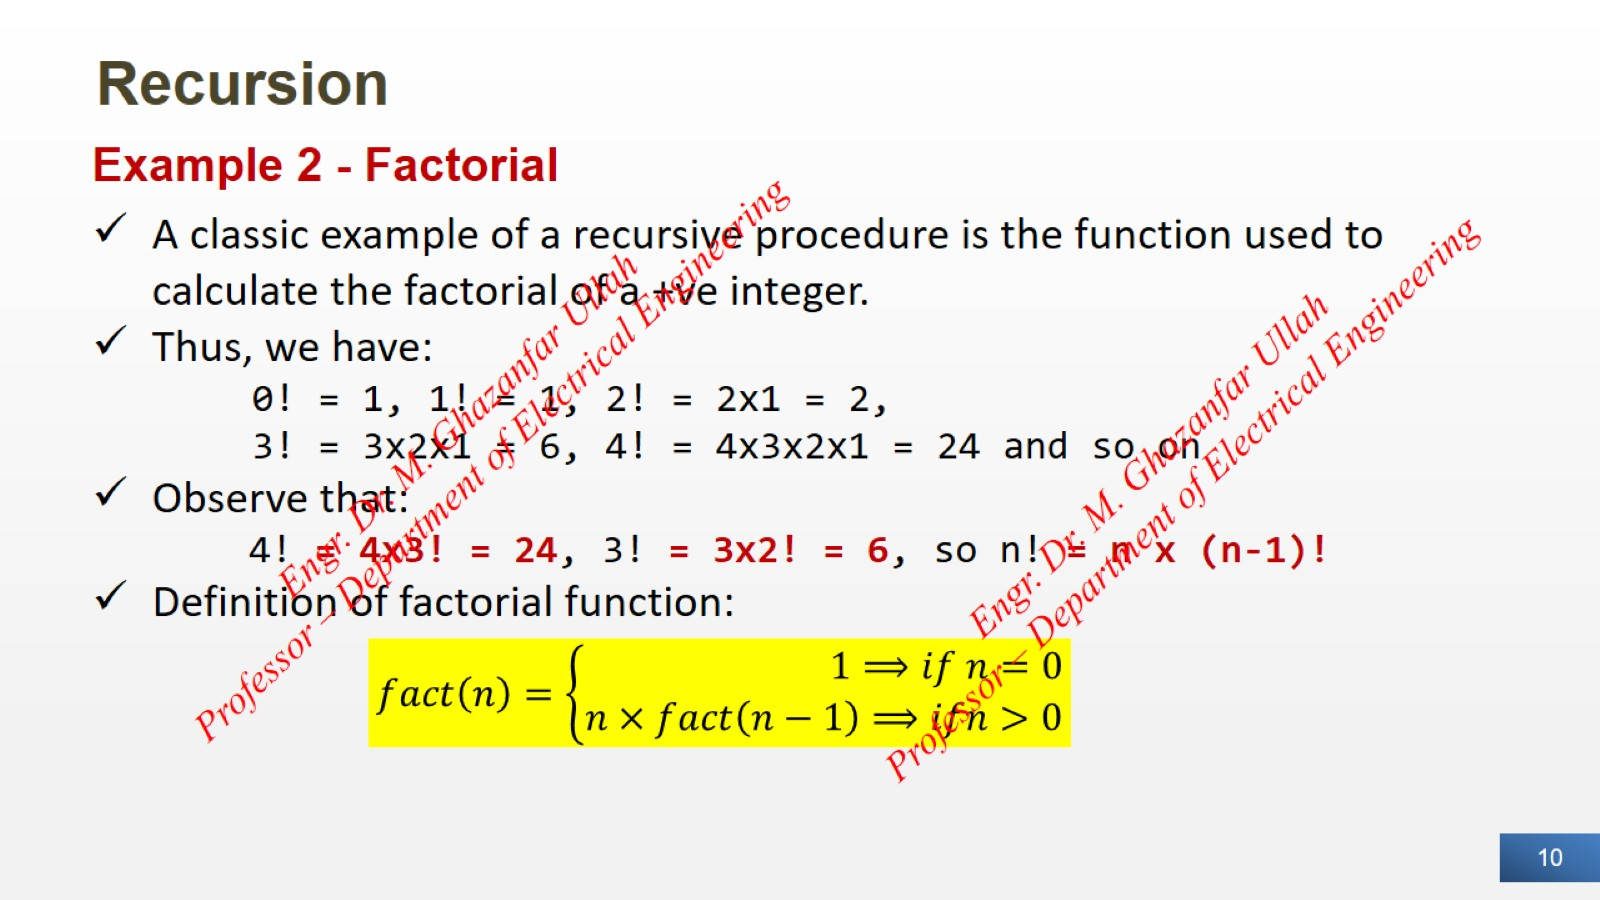 Recursion
Example 2 - Factorial
✓ A classic example of a recursive procedure is the function used to
calculate the factorial of a +ve integer.
✓ Thus, we have:
0! = 1, 1! = 1, 2! = 2x1 = 2,
3! = 3x2x1 = 6, 4! = 4x3x2x1 = 24 and so on
✓ Observe that:
4! = 4x3! = 24, 3! = 3x2! = 6, so n! = n x (n-1)!
✓ Definition of factorial function:
fact(n) = {
1 ⟹ if n = 0
n × fact(n − 1) ⟹ if n > 0
Engr. Dr. M. Ghazanfar Ullah
Professor – Department of Electrical Engineering
Engr. Dr. M. Ghazanfar Ullah
Professor – Department of Electrical Engineering
10